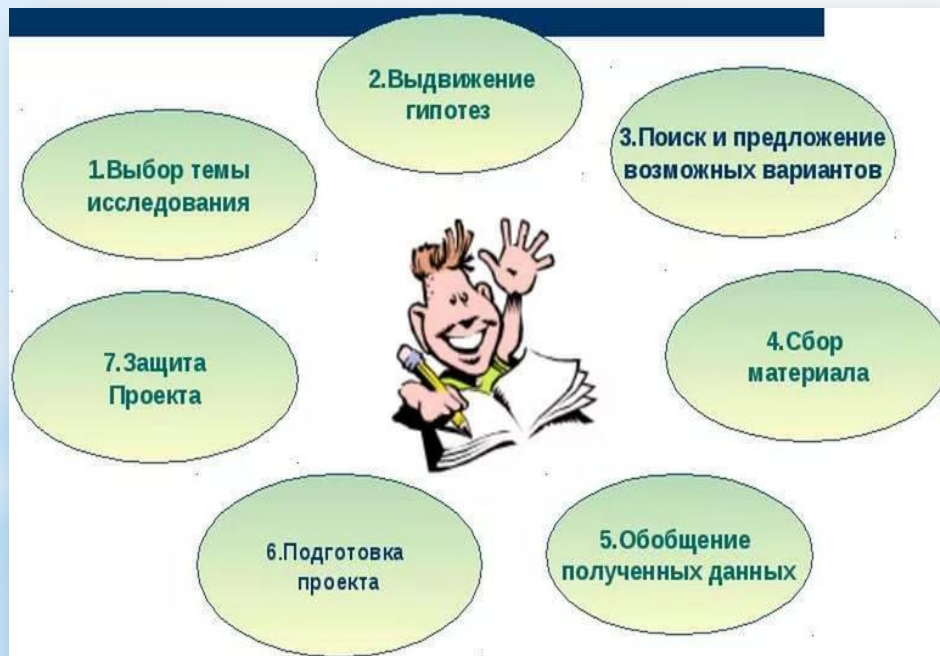 1.Выбор темы
исследования
2.Выдвижение
гипотез
3.Поиск и предложение
возможных вариантов
4.Сбор
материала
5.Обобщение
полученных данных
6.Подготовка
проекта
7.Защита
Проекта